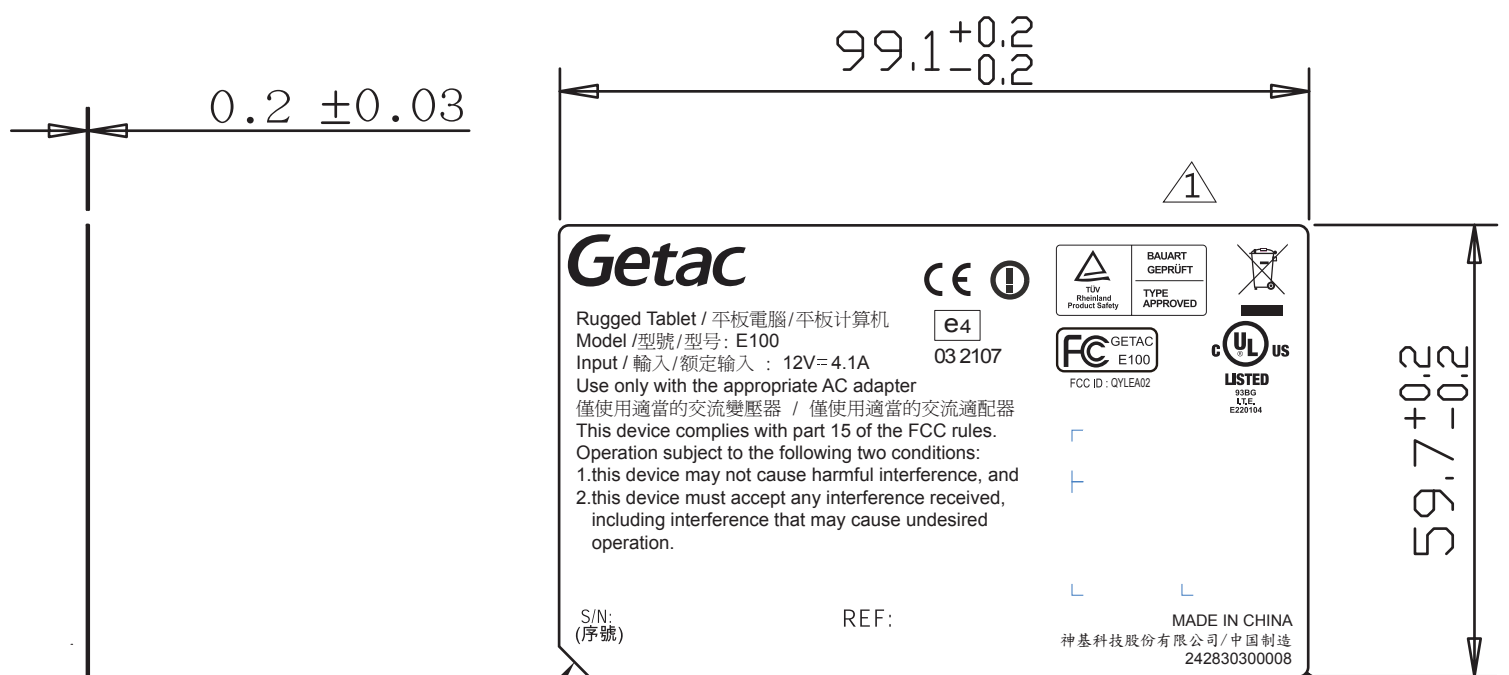 99.1 +0.2 -0.2
0.2 ±0.03
1
Getac
CE
TÜV
Rheinland
Product Safety
BAUART
GEPRÜFT
TYPE
APPROVED
Rugged Tablet / 平板電腦/平板计算机
Model /型號/型号: E100
Input / 輸入/额定输入 : 12V⎓4.1A
Use only with the appropriate AC adapter
僅使用適當的交流變壓器 / 僅使用適當的交流適配器
This device complies with part 15 of the FCC rules.
Operation subject to the following two conditions:
1.this device may not cause harmful interference, and
2.this device must accept any interference received,
including interference that may cause undesired
operation.
e4
03 2107
FC GETAC
E100
FCC ID : QYLEA02
C UL ® US
LISTED
93BG
I.T.E.
E220104
59.7 +0.2 -0.2
S/N:
(序號)
REF:
MADE IN CHINA
神基科技股份有限公司/中国制造
242830300008